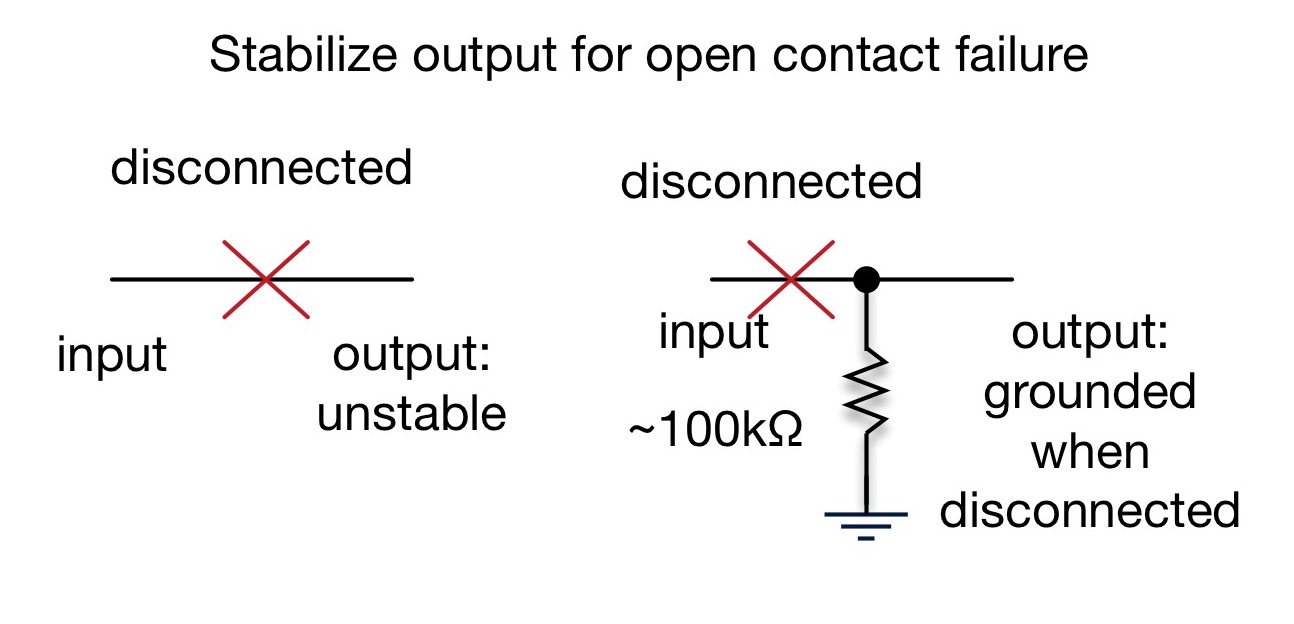 Stabilize output for open contact failure
disconnected
input
output:
unstable
disconnected
input
~100kΩ
output:
grounded
when
disconnected